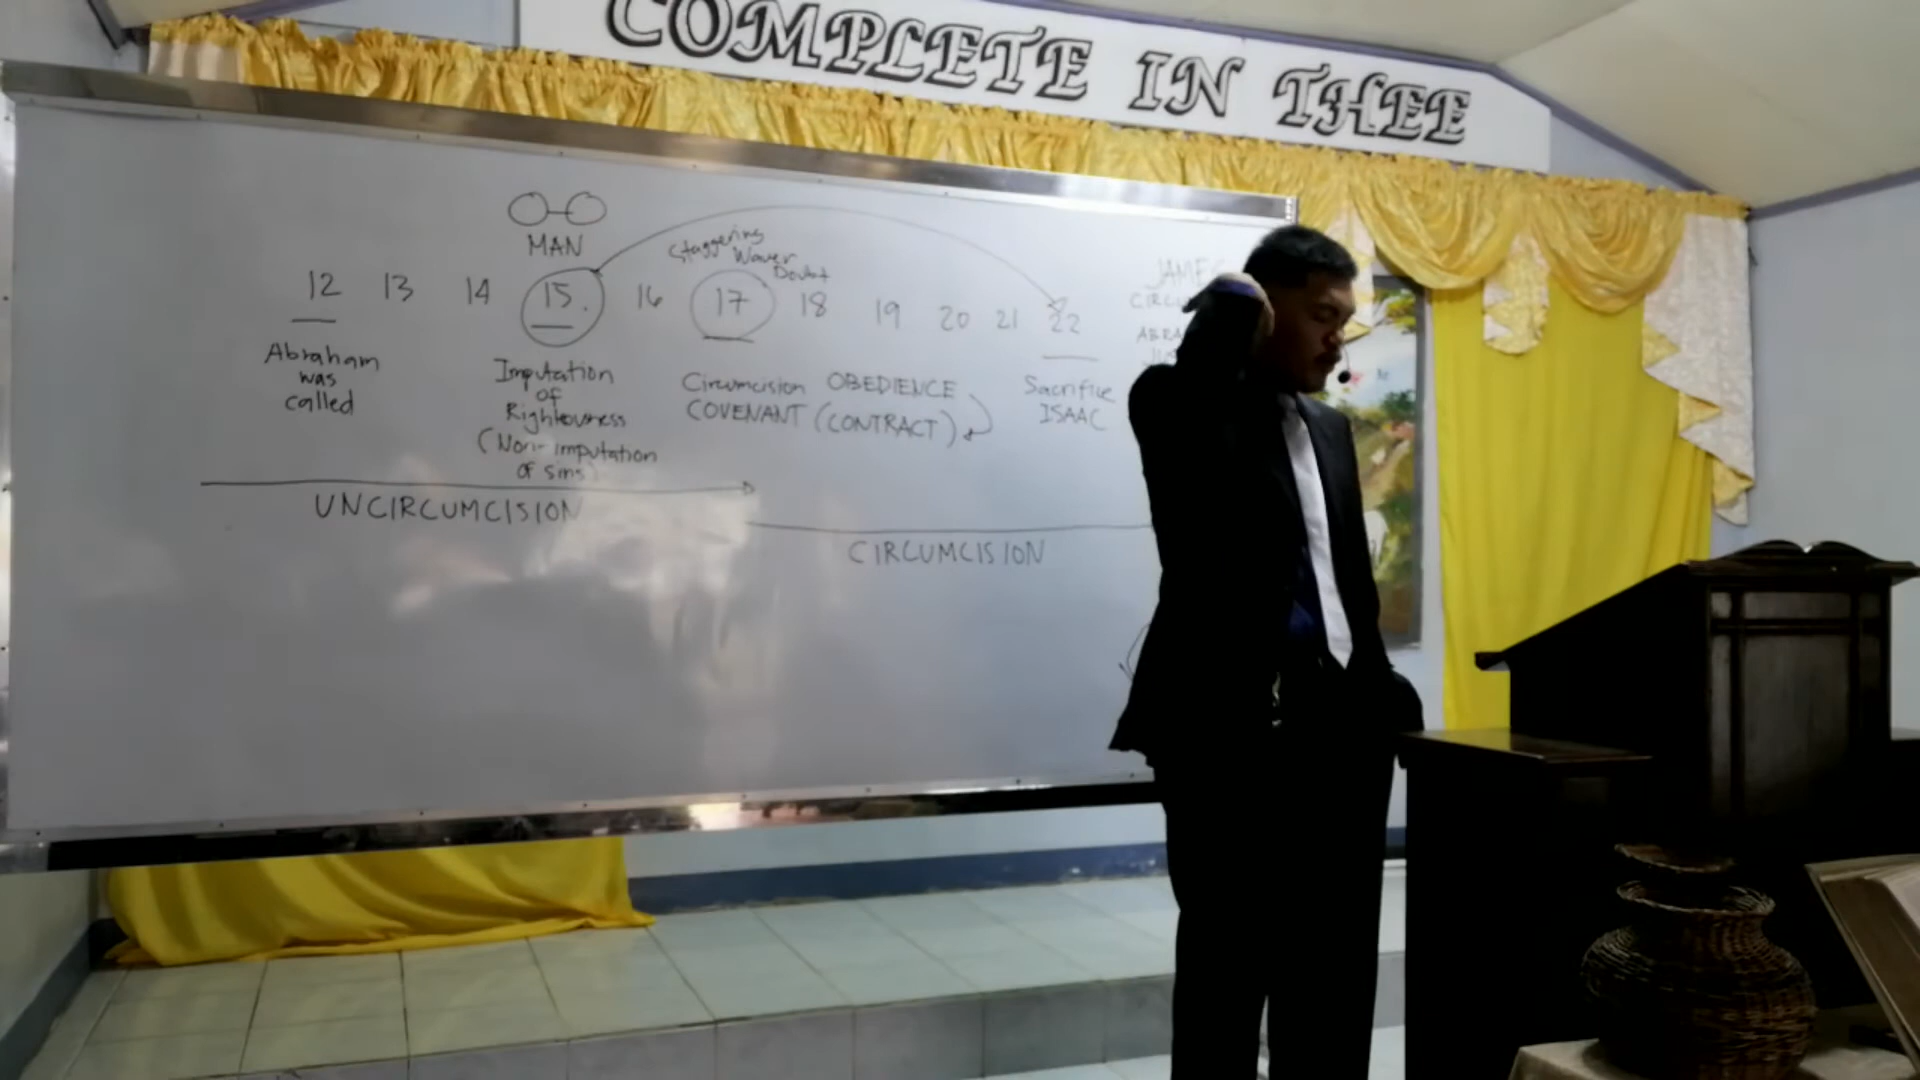 COMPLETE IN THEE
MAN
Staggering
Waver
Doubt
12 13 14 15. 16 17 18 19 20 21 22
Abraham
was
called
Imputation
of
Righteousness
(Non-imputation
of sins)
Circumcision OBEDIENCE
COVENANT (CONTRACT)
Sacrifice
ISAAC
UNCIRCUMCISION
CIRCUMCISION